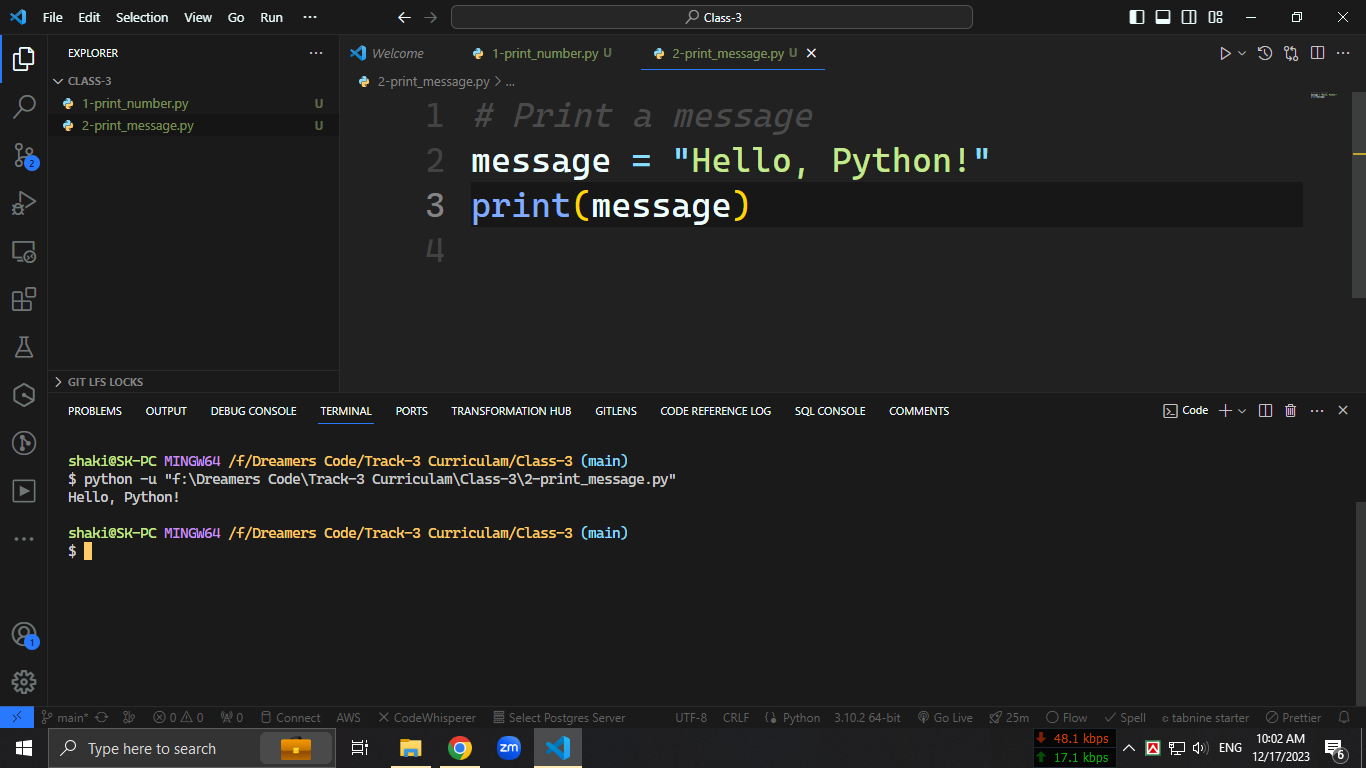 File Edit Selection View Go Run ··· Class-3
EXPLORER ···
CLASS-3
1-print_number.py U
2-print_message.py U
GIT LFS LOCKS
Welcome 1-print_number.py U 2-print_message.py U
2-print_message.py > ...
1 # Print a message
2 message = "Hello, Python!"
3 print(message)
4
PROBLEMS OUTPUT DEBUG CONSOLE TERMINAL PORTS TRANSFORMATION HUB GITLENS CODE REFERENCE LOG SQL CONSOLE COMMENTS Code
shaki@SK-PC MINGW64 /f/Dreamers Code/Track-3 Curriculam/Class-3 (main)
$ python -u "f:\Dreamers Code\Track-3 Curriculam\Class-3\2-print_message.py"
Hello, Python!
shaki@SK-PC MINGW64 /f/Dreamers Code/Track-3 Curriculam/Class-3 (main)
$
2
1
main* 0 0 0 Connect AWS CodeWhisperer Select Postgres Server UTF-8 CRLF Python 3.10.2 64-bit Go Live 25m Flow Spell tabnine starter Prettier
Type here to search zm 48.1 kbps ENG 10:02 AM
17.1 kbps 12/17/2023 6